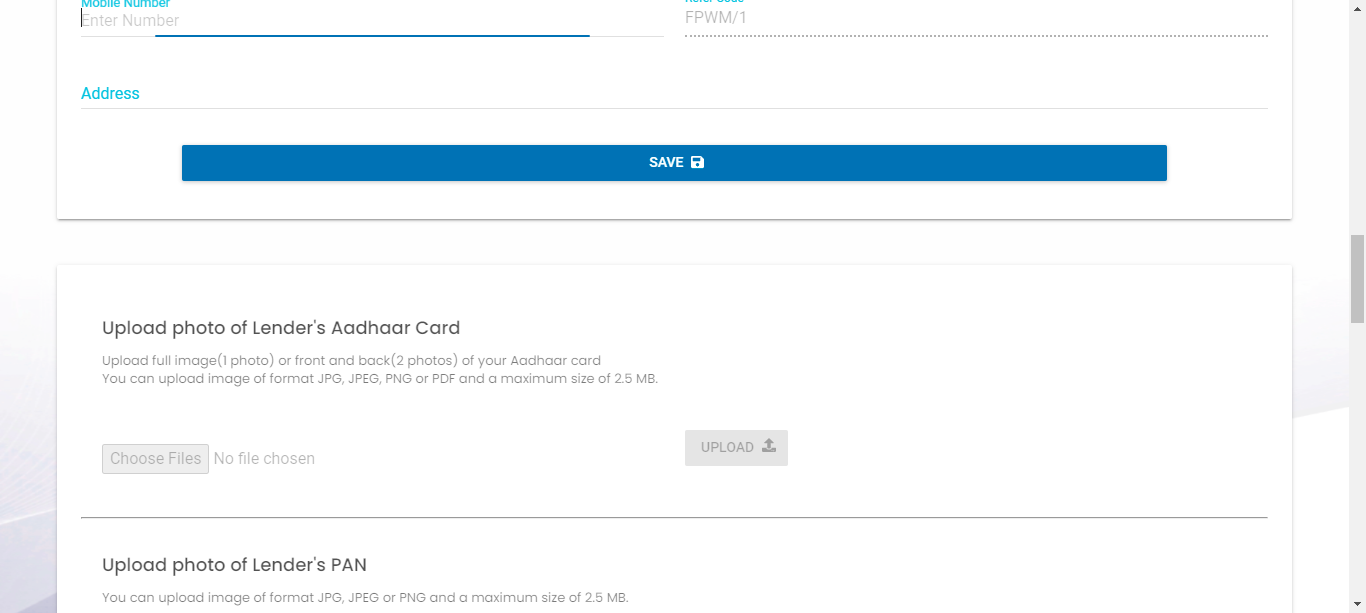 Mobile Number
Enter Number
Refer Code
FPWM/1
Address
SAVE
Upload photo of Lender's Aadhaar Card
Upload full image(1 photo) or front and back(2 photos) of your Aadhaar card
You can upload image of format JPG, JPEG, PNG or PDF and a maximum size of 2.5 MB.
Choose Files No file chosen
UPLOAD
Upload photo of Lender's PAN
You can upload image of format JPG, JPEG or PNG and a maximum size of 2.5 MB.